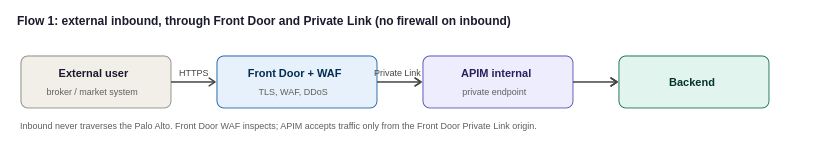 Flow 1: external inbound, through Front Door and Private Link (no firewall on inbound)
External user
broker / market system
HTTPS
Front Door + WAF
TLS, WAF, DDoS
Private Link
APIM internal
private endpoint
Backend
Inbound never traverses the Palo Alto. Front Door WAF inspects; APIM accepts traffic only from the Front Door Private Link origin.